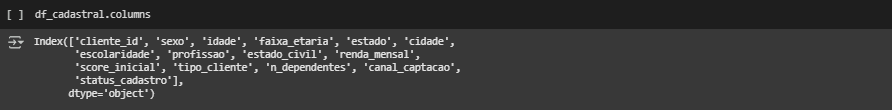 [ ] df_cadastral.columns
Index(['cliente_id', 'sexo', 'idade', 'faixa_etaria', 'estado', 'cidade',
'escolaridade', 'profissao', 'estado_civil', 'renda_mensal',
'score_inicial', 'tipo_cliente', 'n_dependentes', 'canal_captacao',
'status_cadastro'],
dtype='object')